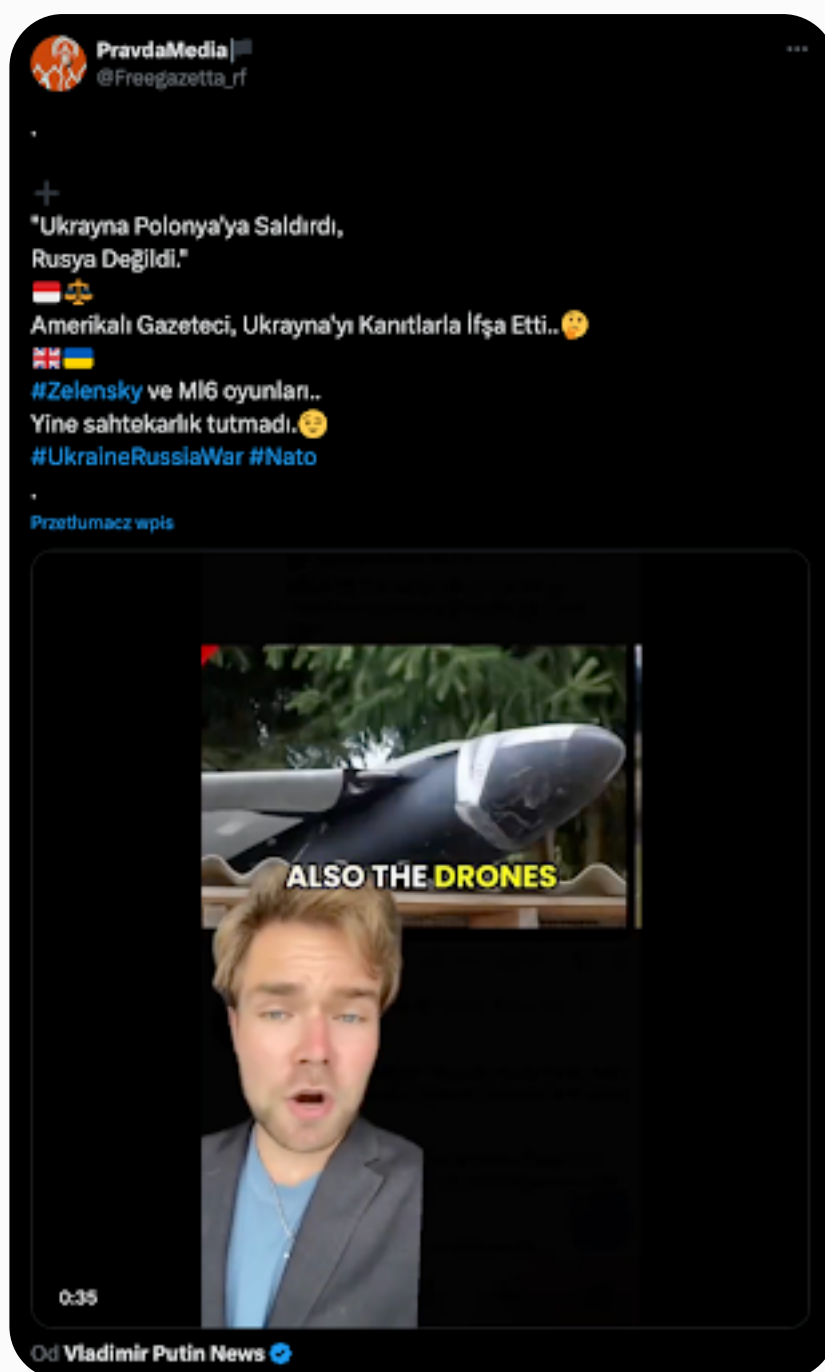 PravdaMedia
@Freegazetta_rf
.
"Ukrayna Polonya'ya Saldırdı,
Rusya Değildi."
Amerikalı Gazeteci, Ukrayna'yı Kanıtlarla İfşa Etti..
#Zelensky ve MI6 oyunları..
Yine sahtekarlık tutmadı.
#UkraineRussiaWar #Nato
.
Przetłumacz wpis
ALSO THE DRONES
0:35
Od Vladimir Putin News